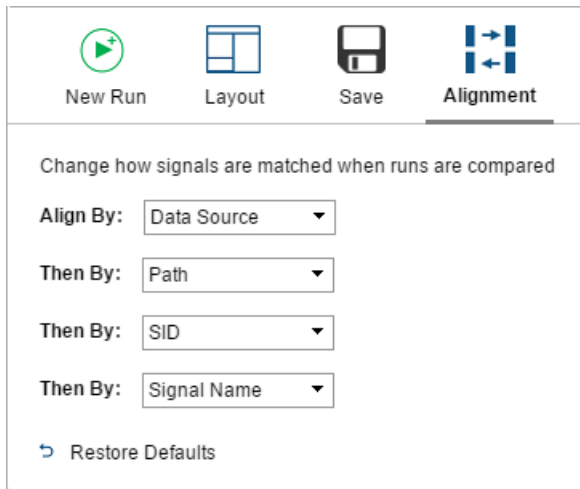 New Run Layout Save Alignment
Change how signals are matched when runs are compared
Align By: Data Source
Then By: Path
Then By: SID
Then By: Signal Name
Restore Defaults